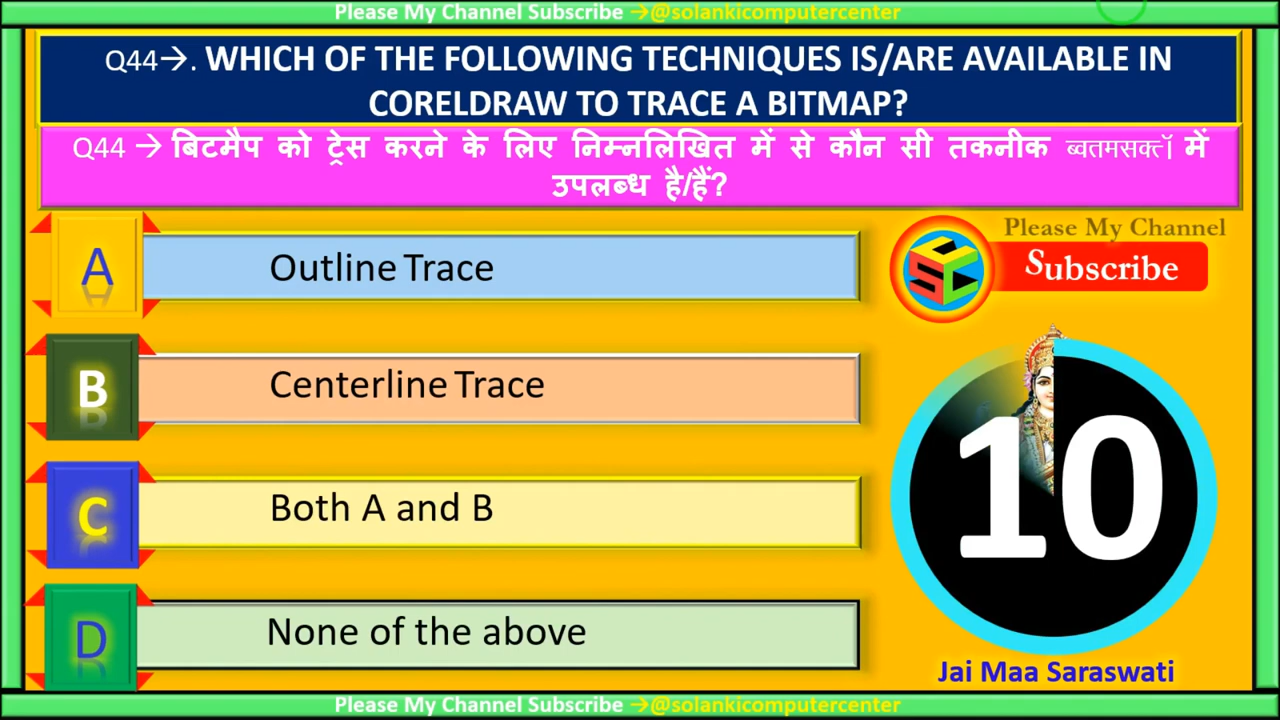 Please My Channel Subscribe →@solankicomputercenter
Q44→. WHICH OF THE FOLLOWING TECHNIQUES IS/ARE AVAILABLE IN
CORELDRAW TO TRACE A BITMAP?
Q44 → बिटमैप को ट्रेस करने के लिए निम्नलिखित में से कौन सी तकनीक ब्वतमसक्तॅ में
उपलब्ध है/हैं?
A
Outline Trace
Please My Channel
Subscribe
SCC
B
Centerline Trace
C
Both A and B
10
D
None of the above
Jai Maa Saraswati
Please My Channel Subscribe →@solankicomputercenter